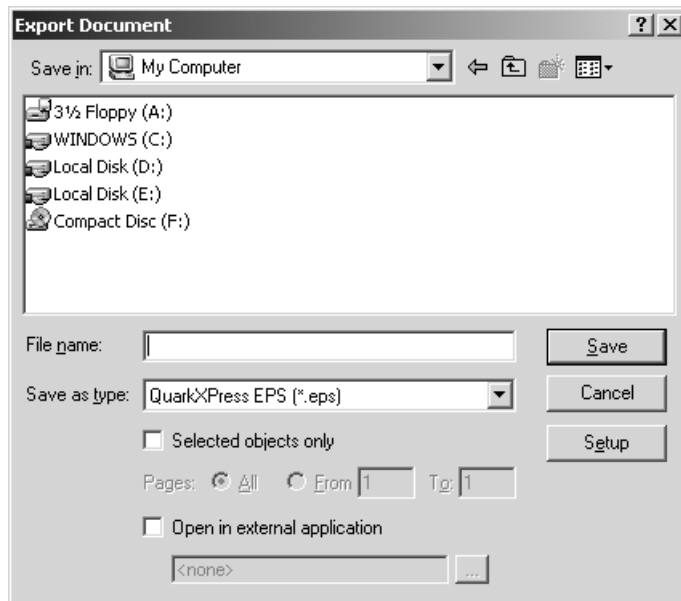 Export Document
Save in: My Computer
3½ Floppy (A:)
WINDOWS (C:)
Local Disk (D:)
Local Disk (E:)
Compact Disc (F:)
File name:
Save
Save as type: QuarkXPress EPS (*.eps)
Cancel
Selected objects only
Setup
Pages: All From 1 To: 1
Open in external application
<none> ...